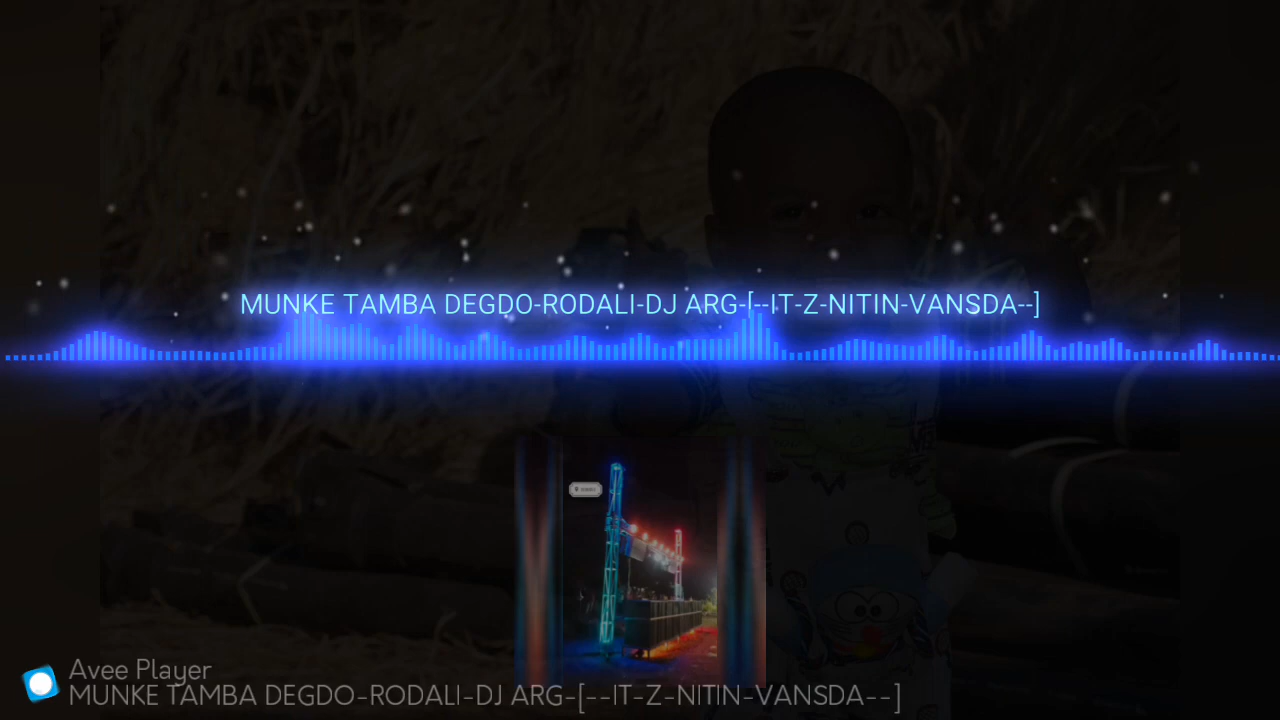 MUNKE TAMBA DEGDO-RODALI-DJ ARG-[--IT-Z-NITIN-VANSDA--]
Avee Player
MUNKE TAMBA DEGDO-RODALI-DJ ARG-[--IT-Z-NITIN-VANSDA--]